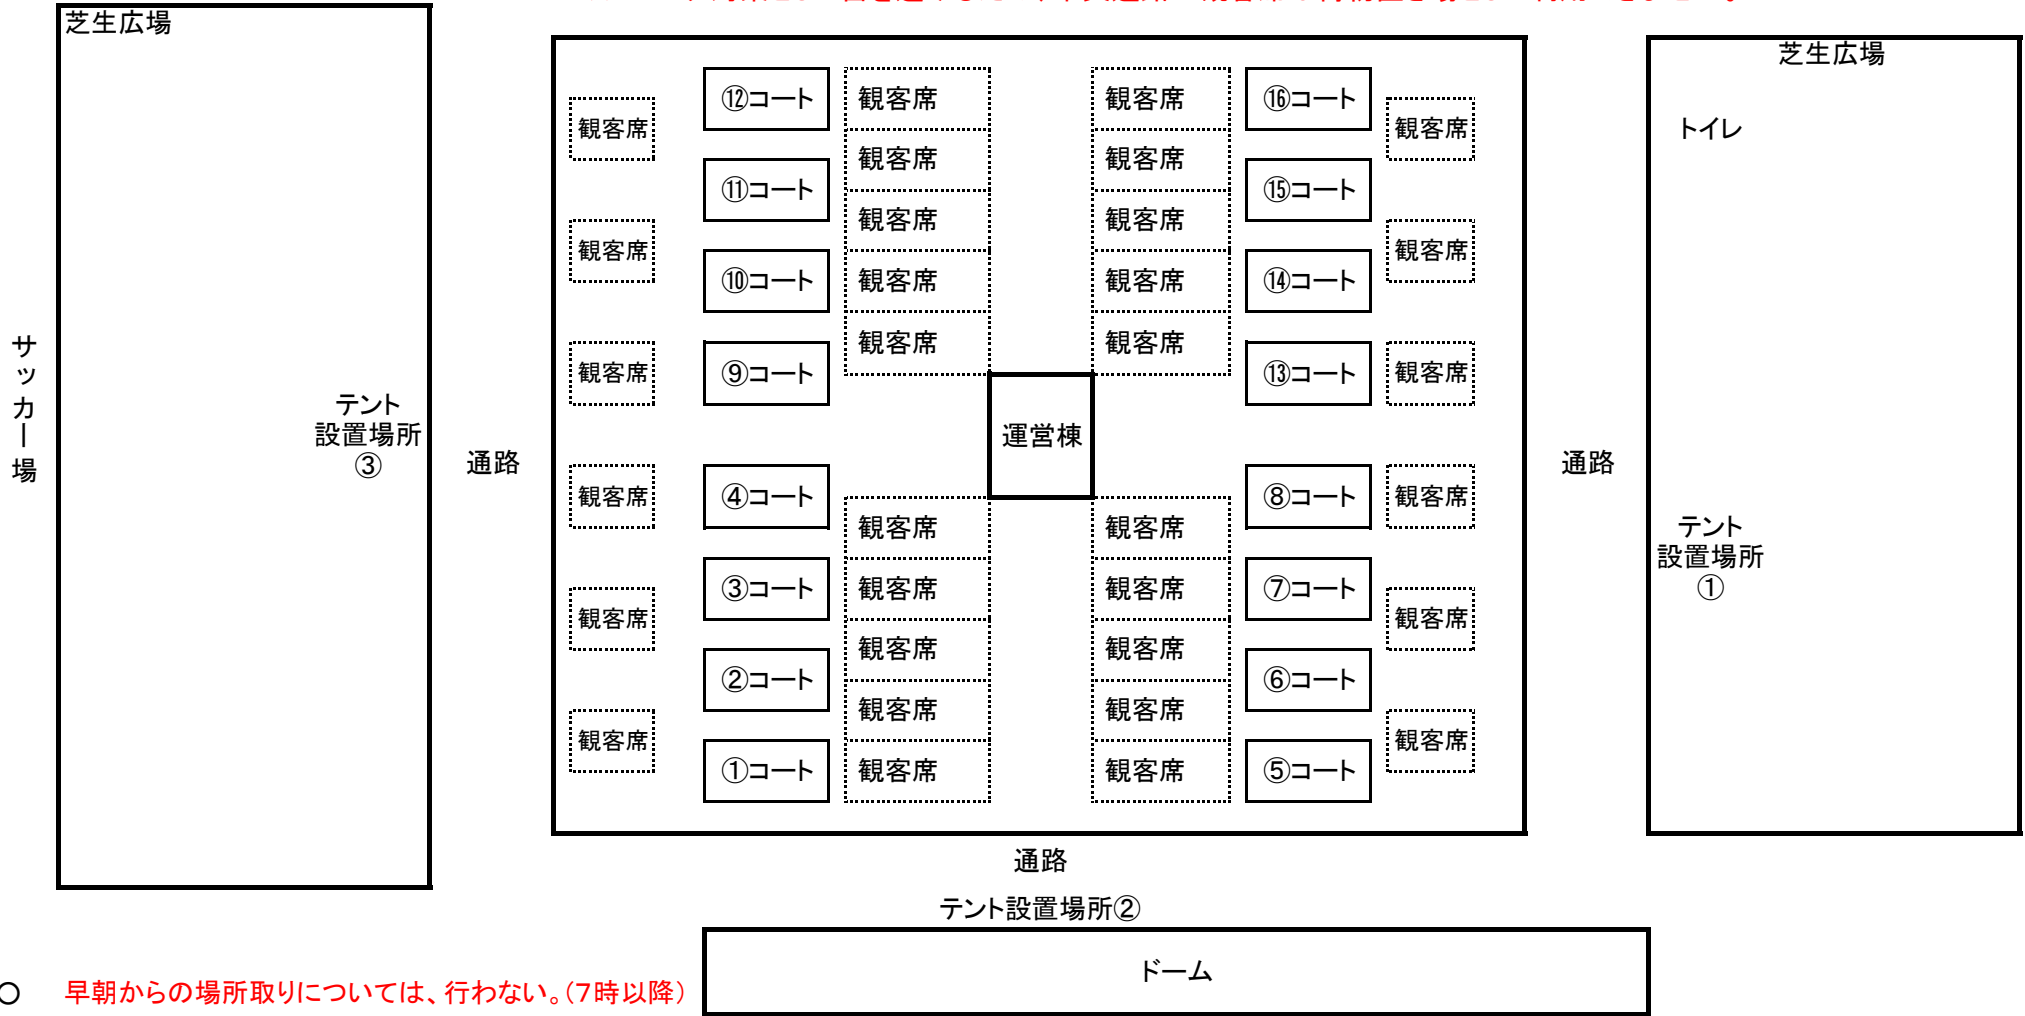 芝生広場
芝生広場
⑫コート
観客席
観客席
⑯コート
観客席
観客席
トイレ
観客席
観客席
⑪コート
⑮コート
観客席
観客席
観客席
観客席
⑩コート
観客席
観客席
⑭コート
観客席
観客席
サッカー場
観客席
⑨コート
⑬コート
観客席
テント
設置場所
③
運営棟
通路
通路
観客席
④コート
⑧コート
観客席
観客席
観客席
テント
設置場所
①
③コート
観客席
観客席
⑦コート
観客席
観客席
観客席
観客席
②コート
⑥コート
観客席
観客席
観客席
観客席
①コート
観客席
観客席
⑤コート
通路
テント設置場所②
ドーム
○ 早朝からの場所取りについては、行わない。(7時以降)